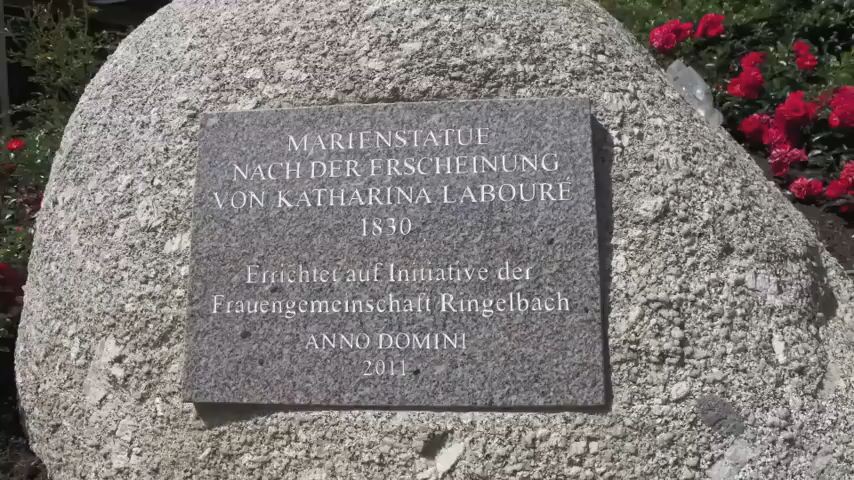 MARIENSTATUE
NACH DER ERSCHEINUNG
VON KATHARINA LABOURÉ
1830
Errichtet auf Initiative der
Frauengemeinschaft Ringelbach
ANNO DOMINI
2011